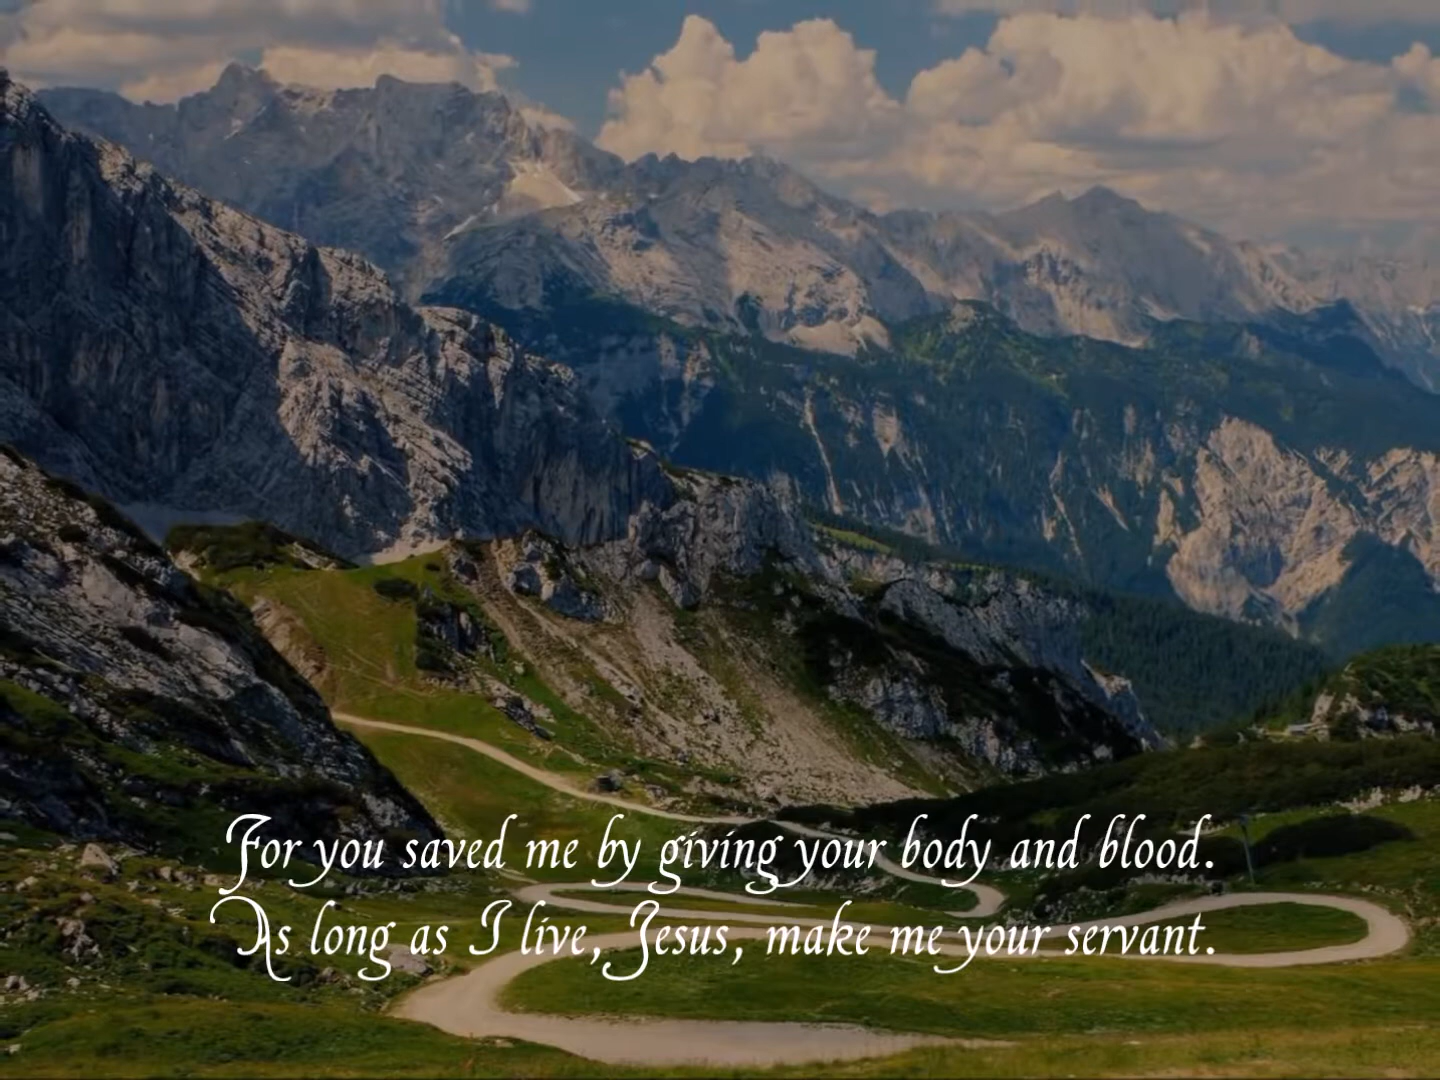 For you saved me by giving your body and blood.
As long as I live, Jesus, make me your servant.